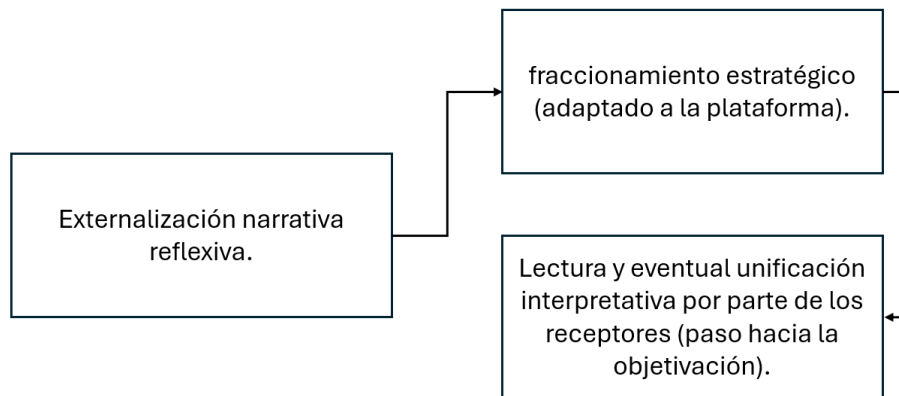 Externalización narrativa
reflexiva.
fraccionamiento estratégico
(adaptado a la plataforma).
Lectura y eventual unificación
interpretativa por parte de los
receptores (paso hacia la
objetivación).